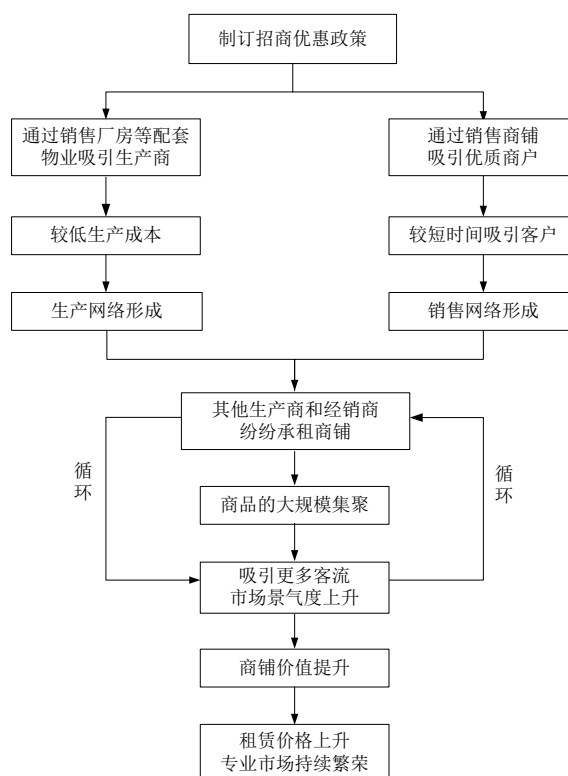 制订招商优惠政策
通过销售厂房等配套
物业吸引生产商
通过销售商铺
吸引优质商户
较低生产成本
较短时间吸引客户
生产网络形成
销售网络形成
其他生产商和经销商
纷纷承租商铺
循环
循环
商品的大规模集聚
吸引更多客流
市场景气度上升
商铺价值提升
租赁价格上升
专业市场持续繁荣